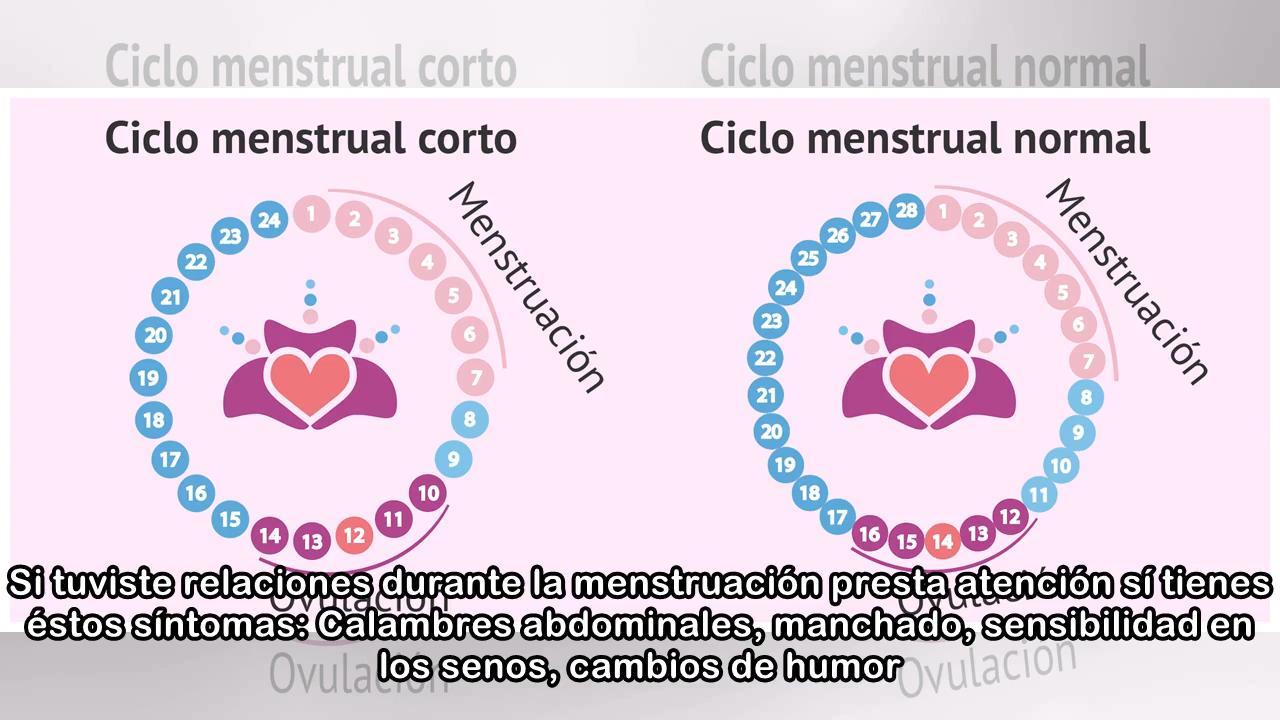 Ciclo menstrual corto
Ciclo menstrual normal
Ciclo menstrual corto
Ciclo menstrual normal
Menstruación
1 2 3 4 5 6 7 8 9 10 11 12 13 14 15 16 17 18 19 20 21 22 23 24
Ovulación
Menstruación
1 2 3 4 5 6 7 8 9 10 11 12 13 14 15 16 17 18 19 20 21 22 23 24 25 26 27 28
Ovulación
Si tuviste relaciones durante la menstruación presta atención sí tienes
éstos síntomas: Calambres abdominales, manchado, sensibilidad en
los senos, cambios de humor
Ovulación
Ovulación